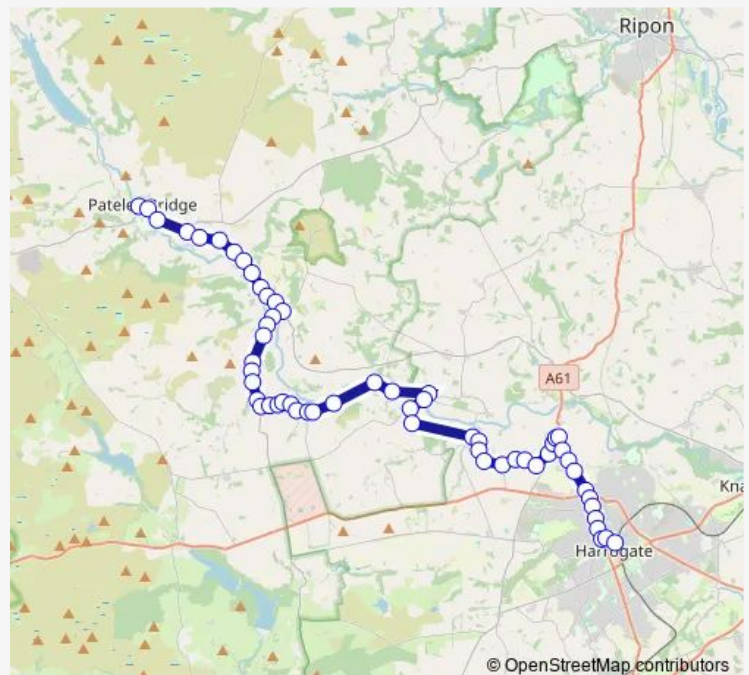 Ripon
Pateley Bridge
A61
Kna
Harrogate
© OpenStreetMap contributors